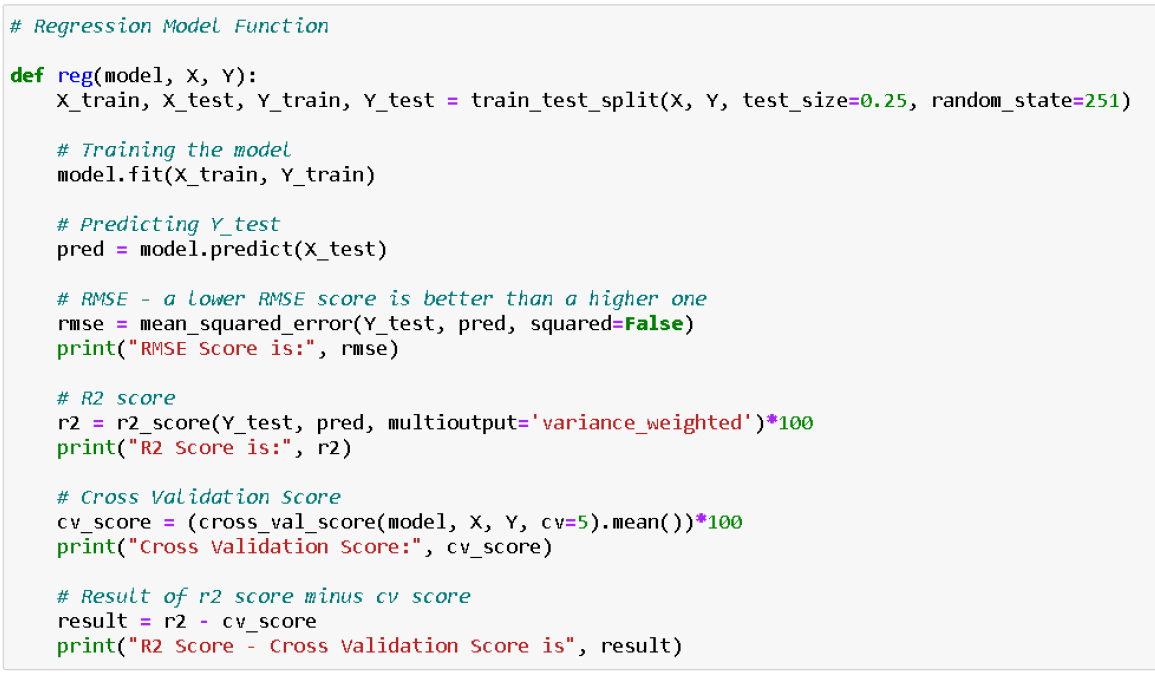 # Regression Model Function
def reg(model, X, Y):
    X_train, X_test, Y_train, Y_test = train_test_split(X, Y, test_size=0.25, random_state=251)
    # Training the model
    model.fit(X_train, Y_train)
    # Predicting Y_test
    pred = model.predict(X_test)
    # RMSE - a lower RMSE score is better than a higher one
    rmse = mean_squared_error(Y_test, pred, squared=False)
    print("RMSE Score is:", rmse)
    # R2 score
    r2 = r2_score(Y_test, pred, multioutput='variance_weighted')*100
    print("R2 Score is:", r2)
    # Cross Validation Score
    cv_score = (cross_val_score(model, X, Y, cv=5).mean())*100
    print("Cross Validation Score:", cv_score)
    # Result of r2 score minus cv score
    result = r2 - cv_score
    print("R2 Score - Cross Validation Score is", result)